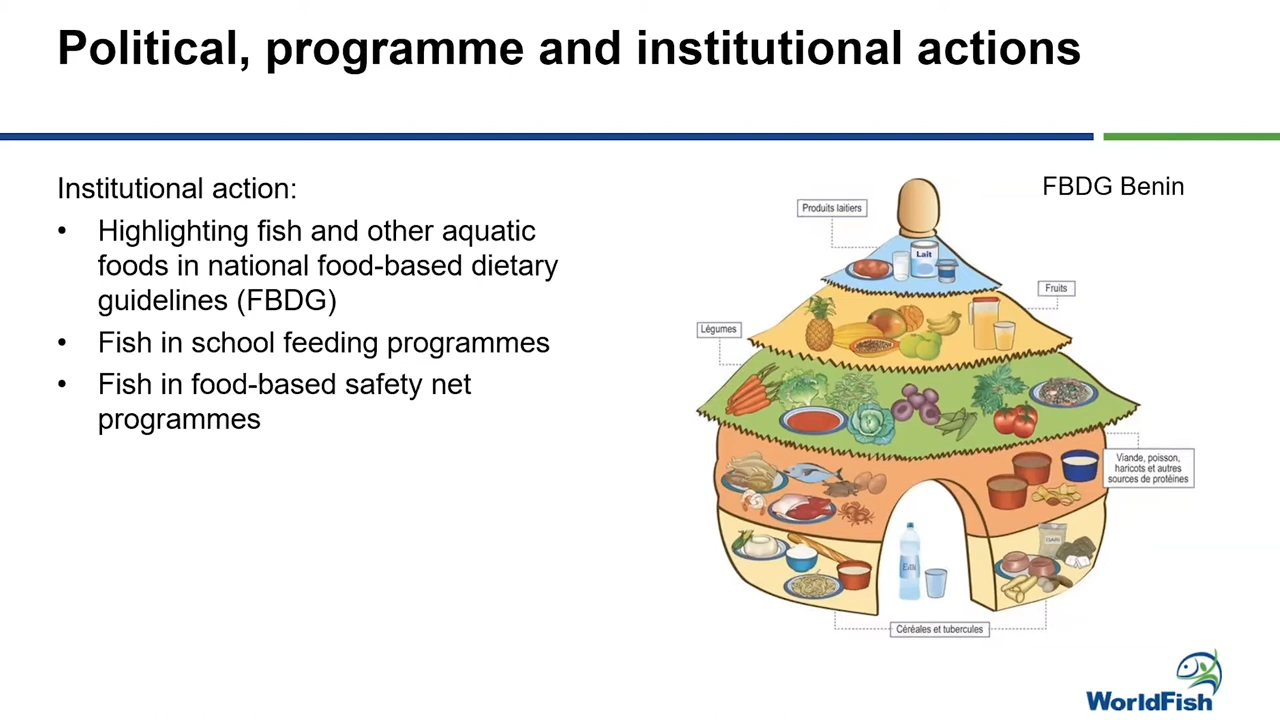 Political, programme and institutional actions
Institutional action:
• Highlighting fish and other aquatic
foods in national food-based dietary
guidelines (FBDG)
• Fish in school feeding programmes
• Fish in food-based safety net
programmes
FBDG Benin
Produits laitiers
Lait
Fruits
Légumes
Viande, poisson,
haricots et autres
sources de protéines
GARI
Eau
Céréales et tubercules
WorldFish